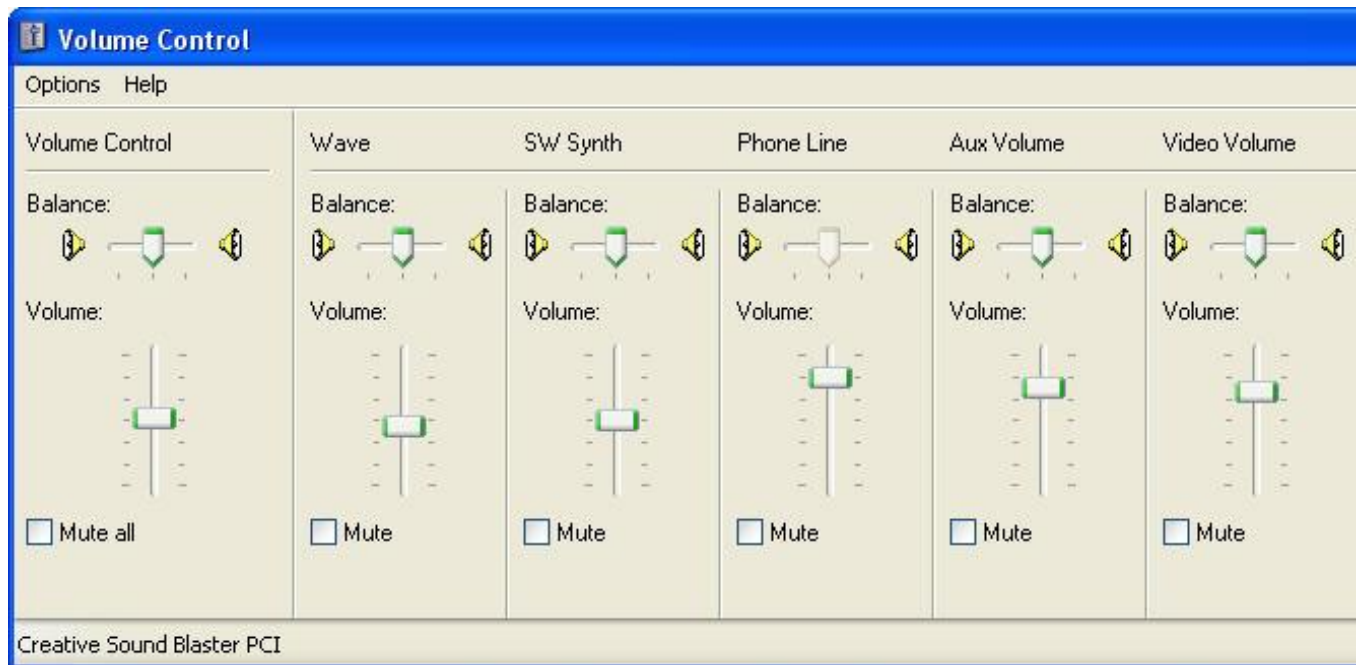 Volume Control
Options Help
Volume Control Wave SW Synth Phone Line Aux Volume Video Volume
Balance: Balance: Balance: Balance: Balance: Balance:
Volume: Volume: Volume: Volume: Volume: Volume:
Mute all Mute Mute Mute Mute Mute
Creative Sound Blaster PCI